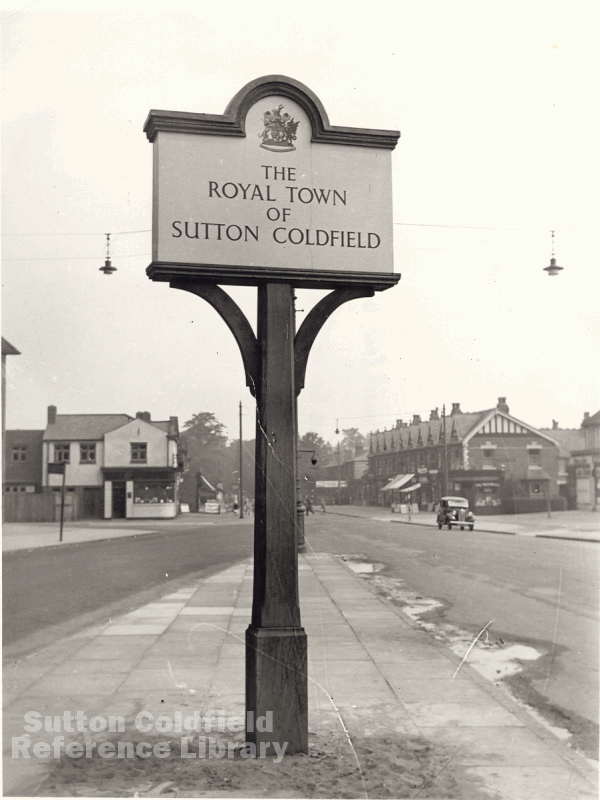 THE
ROYAL TOWN
OF
SUTTON COLDFIELD
Sutton Coldfield
Reference Library